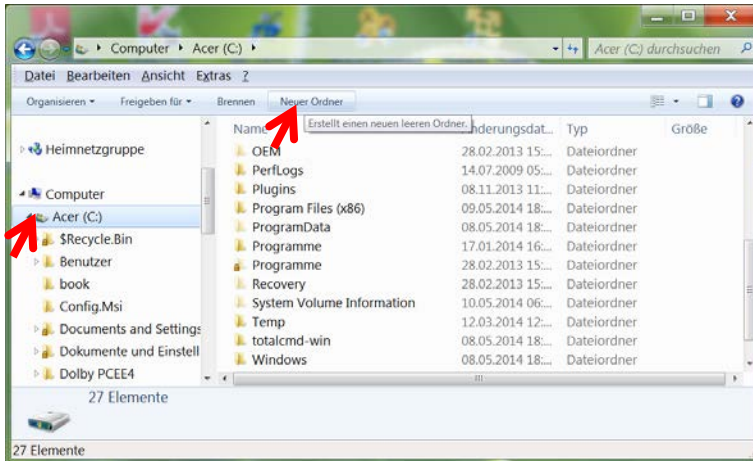 Computer Acer (C:) Acer (C:) durchsuchen
Datei Bearbeiten Ansicht Extras ?
Organisieren Freigeben für Brennen Neuer Ordner
Erstellt einen neuen leeren Ordner.
Name Typ Größe
Heimnetzgruppe
Computer
Acer (C:)
$Recycle.Bin
Benutzer
book
Config.Msi
Documents and Settings
Dokumente und Einstell
Dolby PCEE4
OEM 28.02.2013 15:... Dateiordner
PerfLogs 14.07.2009 05:... Dateiordner
Plugins 08.11.2013 11:... Dateiordner
Program Files (x86) 09.05.2014 18:... Dateiordner
ProgramData 08.05.2014 18:... Dateiordner
Programme 17.01.2014 16:... Dateiordner
Programme 28.02.2013 15:... Dateiordner
Recovery 28.02.2013 15:... Dateiordner
System Volume Information 10.05.2014 06:... Dateiordner
Temp 12.03.2014 12:... Dateiordner
totalcmd-win 08.05.2014 18:... Dateiordner
Windows 08.05.2014 18:... Dateiordner
27 Elemente
27 Elemente